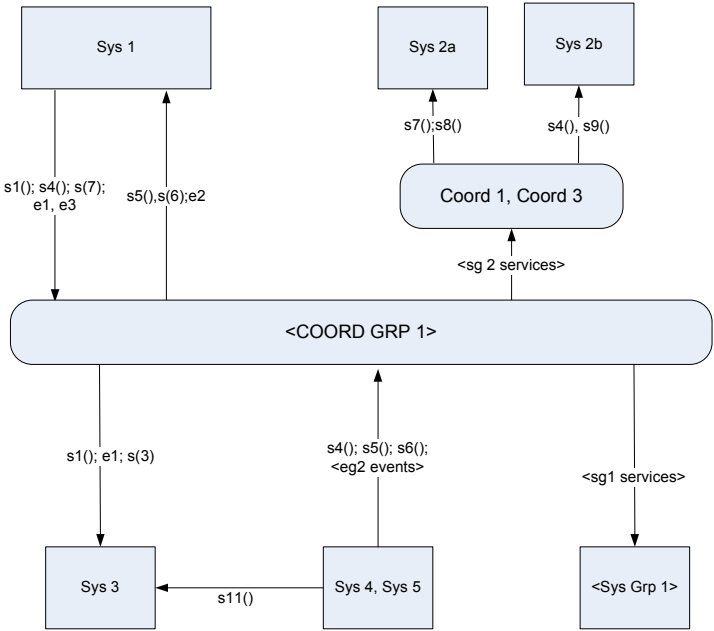 Sys 1
Sys 2a
Sys 2b
s7();s8()
s4(), s9()
s1(); s4(); s(7);
e1, e3
s5(),s(6);e2
Coord 1, Coord 3
<sg 2 services>
<COORD GRP 1>
s1(); e1; s(3)
s4(); s5(); s6();
<eg2 events>
<sg1 services>
Sys 3
s11()
Sys 4, Sys 5
<Sys Grp 1>